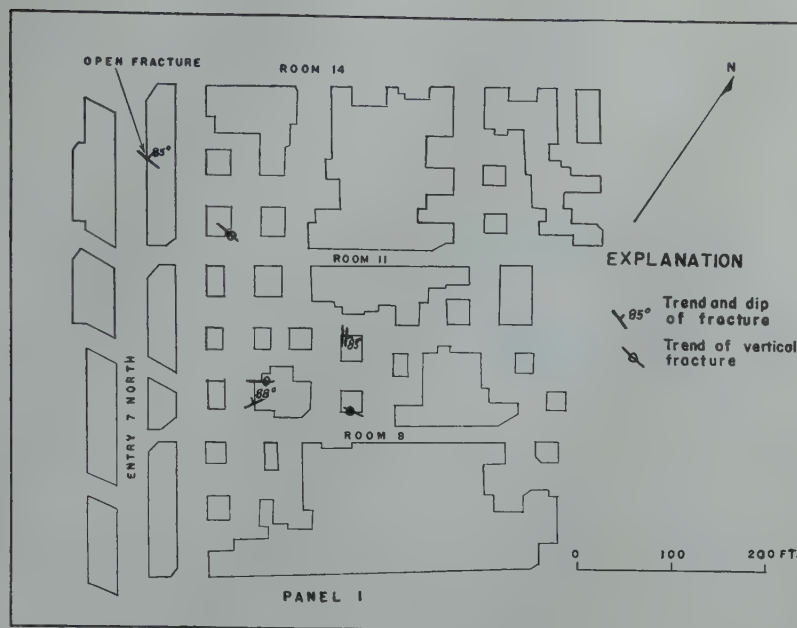 OPEN FRACTURE
ROOM 14
N
85°
ROOM 11
EXPLANATION
85° Trend and dip
of fracture
Trend of vertical
fracture
85
88°
ENTRY 7 NORTH
ROOM 8
0 100 200 FT.
PANEL 1